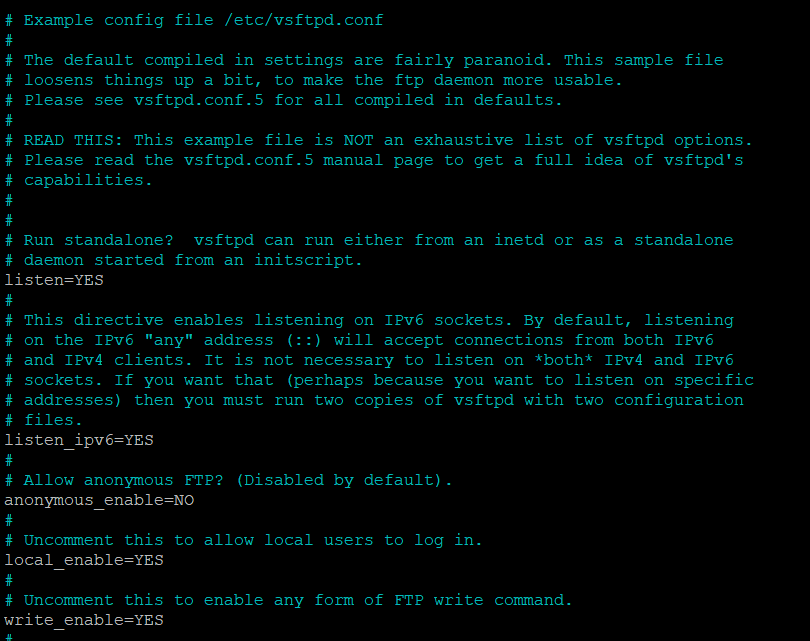 # Example config file /etc/vsftpd.conf
#
# The default compiled in settings are fairly paranoid. This sample file
# loosens things up a bit, to make the ftp daemon more usable.
# Please see vsftpd.conf.5 for all compiled in defaults.
#
# READ THIS: This example file is NOT an exhaustive list of vsftpd options.
# Please read the vsftpd.conf.5 manual page to get a full idea of vsftpd's
# capabilities.
#
#
# Run standalone?  vsftpd can run either from an inetd or as a standalone
# daemon started from an initscript.
listen=YES
#
# This directive enables listening on IPv6 sockets. By default, listening
# on the IPv6 "any" address (::) will accept connections from both IPv6
# and IPv4 clients. It is not necessary to listen on *both* IPv4 and IPv6
# sockets. If you want that (perhaps because you want to listen on specific
# addresses) then you must run two copies of vsftpd with two configuration
# files.
listen_ipv6=YES
#
# Allow anonymous FTP? (Disabled by default).
anonymous_enable=NO
#
# Uncomment this to allow local users to log in.
local_enable=YES
#
# Uncomment this to enable any form of FTP write command.
write_enable=YES
#